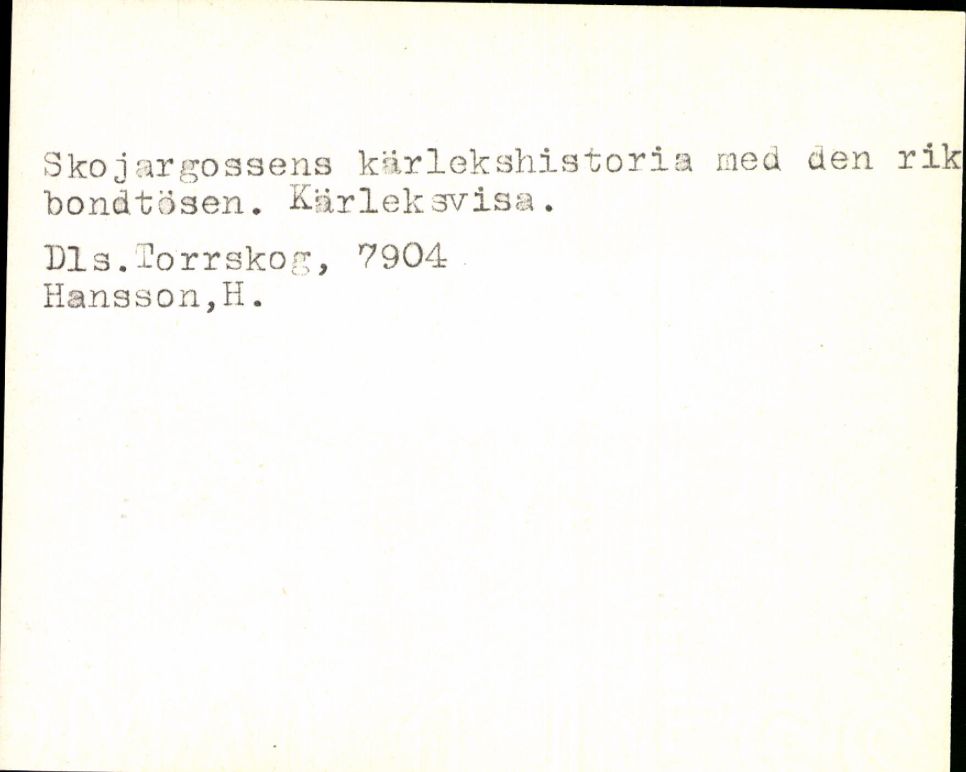 Skojargossens kärlekshistoria med den rik
bondtösen. Kärleksvisa.
Dls.Torrskog, 7904
Hansson,H.